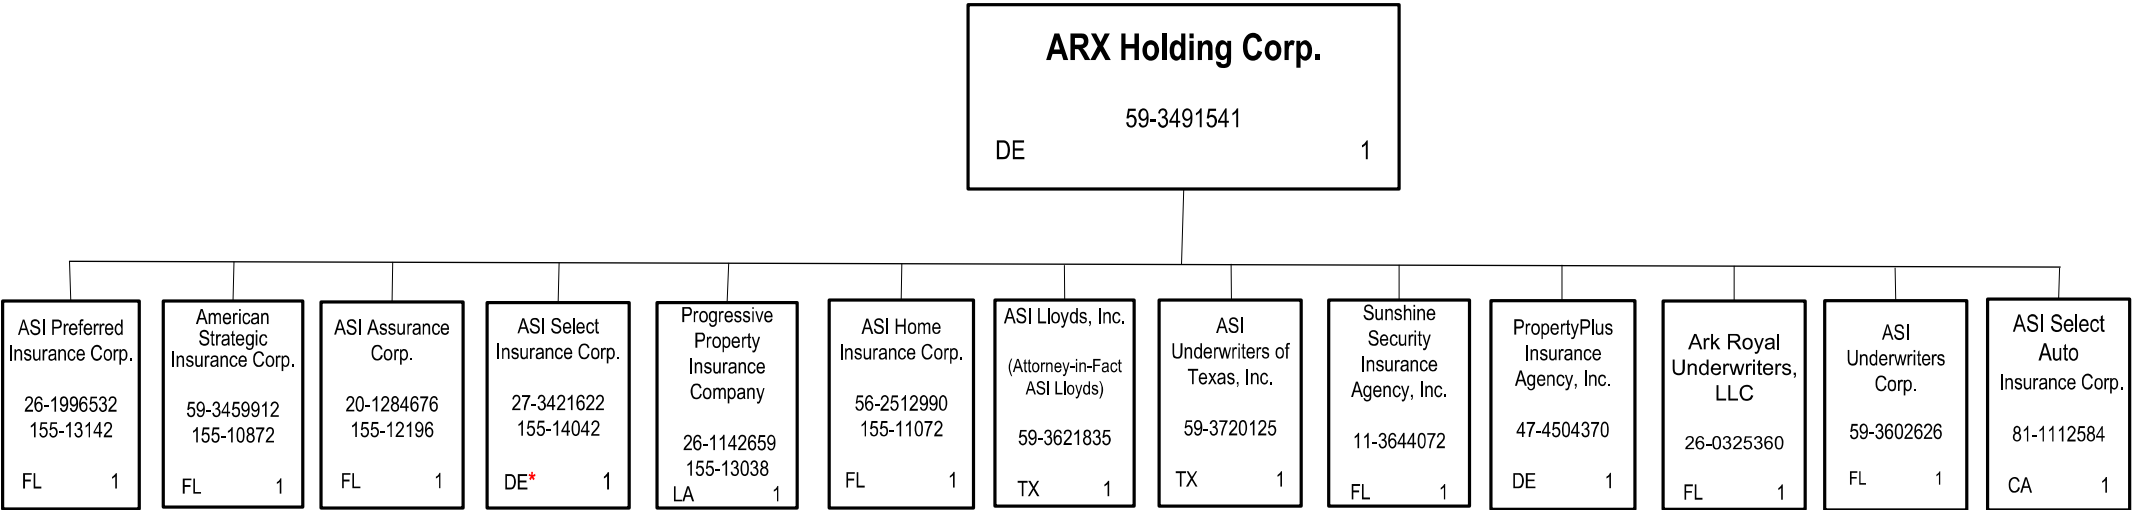 ARX Holding Corp.
59-3491541
DE 1
ASI Preferred
Insurance Corp.
26-1996532
155-13142
FL 1
American
Strategic
Insurance Corp.
59-3459912
155-10872
FL 1
ASI Assurance
Corp.
20-1284676
155-12196
FL 1
ASI Select
Insurance Corp.
27-3421622
155-14042
DE* 1
Progressive
Property
Insurance
Company
26-1142659
155-13038
LA 1
ASI Home
Insurance Corp.
56-2512990
155-11072
FL 1
ASI Lloyds, Inc.
(Attorney-in-Fact
ASI Lloyds)
59-3621835
TX 1
ASI
Underwriters of
Texas, Inc.
59-3720125
TX 1
Sunshine
Security
Insurance
Agency, Inc.
11-3644072
FL 1
PropertyPlus
Insurance
Agency, Inc.
47-4504370
DE 1
Ark Royal
Underwriters,
LLC
26-0325360
FL 1
ASI
Underwriters
Corp.
59-3602626
FL 1
ASI Select
Auto
Insurance Corp.
81-1112584
CA 1